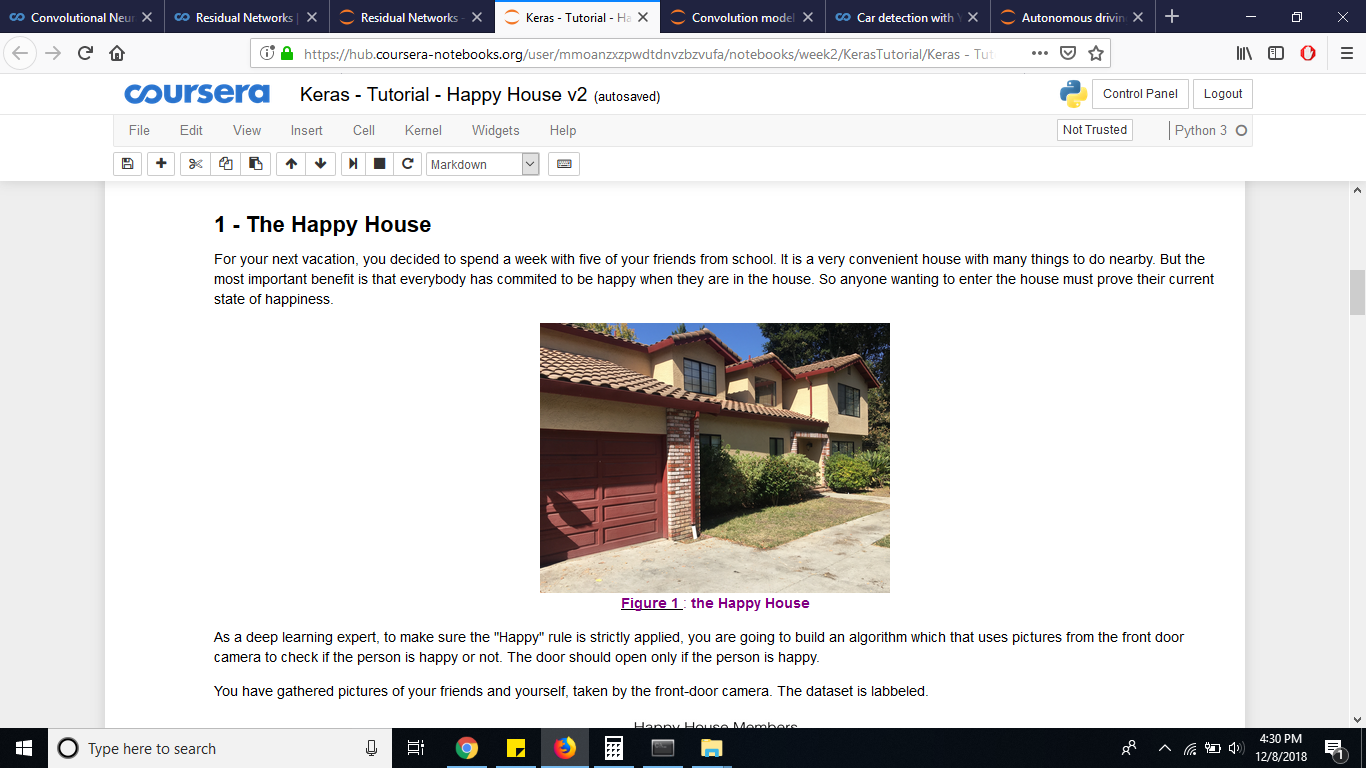 Convolutional Neur
Residual Networks |
Residual Networks -
Keras - Tutorial - Ha
Convolution model
Car detection with Y
Autonomous drivin
https://hub.coursera-notebooks.org/user/mmoanzxzpwdtdnvzbzvufa/notebooks/week2/KerasTutorial/Keras - Tut
coursera Keras - Tutorial - Happy House v2 (autosaved) Control Panel Logout
File Edit View Insert Cell Kernel Widgets Help Not Trusted Python 3
Markdown
1 - The Happy House
For your next vacation, you decided to spend a week with five of your friends from school. It is a very convenient house with many things to do nearby. But the
most important benefit is that everybody has commited to be happy when they are in the house. So anyone wanting to enter the house must prove their current
state of happiness.
Figure 1 : the Happy House
As a deep learning expert, to make sure the "Happy" rule is strictly applied, you are going to build an algorithm which that uses pictures from the front door
camera to check if the person is happy or not. The door should open only if the person is happy.
You have gathered pictures of your friends and yourself, taken by the front-door camera. The dataset is labbeled.
Happy House Members
Type here to search
4:30 PM
12/8/2018
1